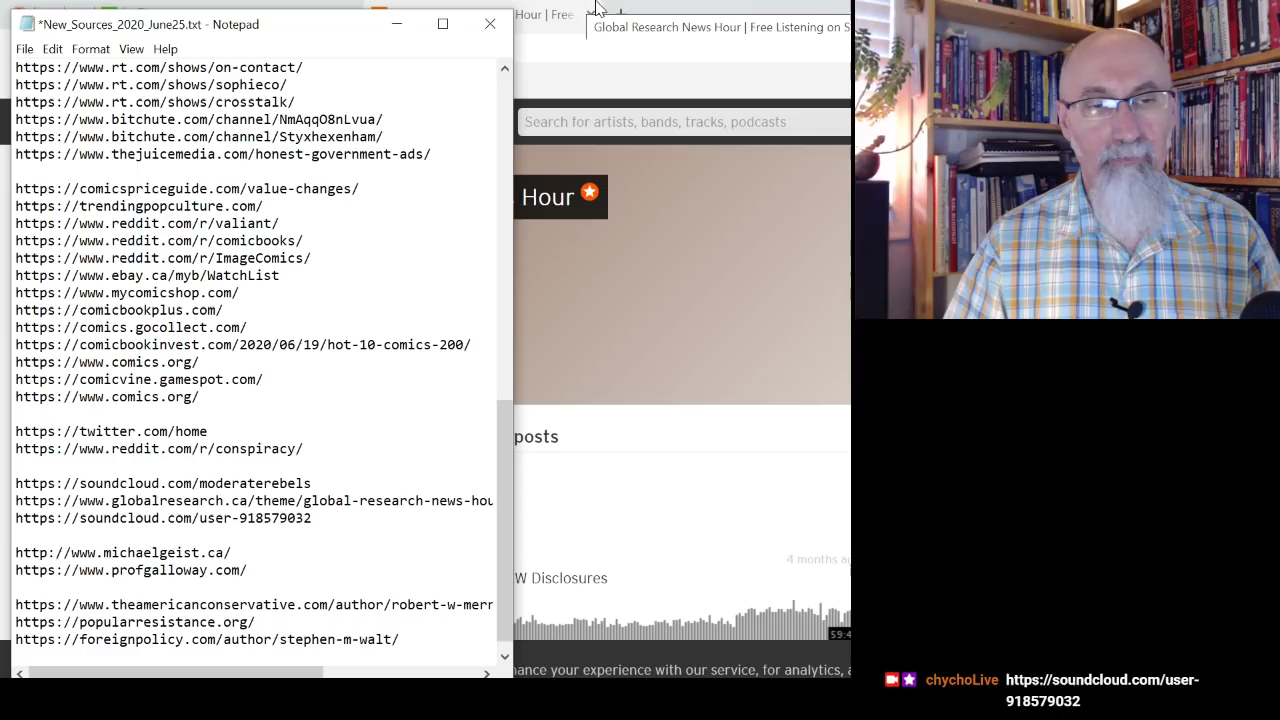 *New_Sources_2020_June25.txt - Notepad
File Edit Format View Help
https://www.rt.com/shows/on-contact/
https://www.rt.com/shows/sophieco/
https://www.rt.com/shows/crosstalk/
https://www.bitchute.com/channel/NmAqqO8nLvua/
https://www.bitchute.com/channel/Styxhexenham/
https://www.thejuicemedia.com/honest-government-ads/
https://comicspriceguide.com/value-changes/
https://trendingpopculture.com/
https://www.reddit.com/r/valiant/
https://www.reddit.com/r/comicbooks/
https://www.reddit.com/r/ImageComics/
https://www.ebay.ca/myb/WatchList
https://www.mycomicshop.com/
https://comicbookplus.com/
https://comics.gocollect.com/
https://comicbookinvest.com/2020/06/19/hot-10-comics-200/
https://www.comics.org/
https://comicvine.gamespot.com/
https://www.comics.org/
https://twitter.com/home
https://www.reddit.com/r/conspiracy/
https://soundcloud.com/moderaterebels
https://www.globalresearch.ca/theme/global-research-news-hou
https://soundcloud.com/user-918579032
http://www.michaelgeist.ca/
https://www.profgalloway.com/
https://www.theamericanconservative.com/author/robert-w-merr
https://popularresistance.org/
https://foreignpolicy.com/author/stephen-m-walt/
Hour | Free
Global Research News Hour | Free Listening on S
Search for artists, bands, tracks, podcasts
Hour
posts
4 months ag
W Disclosures
59:4
hance your experience with our service, for analytics, a
chychoLive https://soundcloud.com/user-
918579032